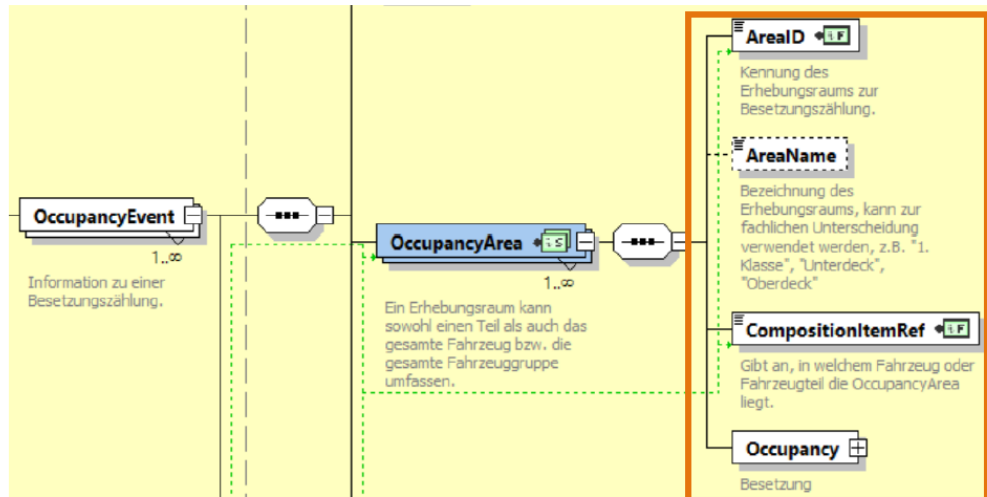 OccupancyEvent
1..∞
Information zu einer
Besetzungszählung.
OccupancyArea
1..∞
Ein Erhebungsraum kann
sowohl einen Teil als auch das
gesamte Fahrzeug bzw. die
gesamte Fahrzeuggruppe
umfassen.
AreaID
Kennung des
Erhebungsraums zur
Besetzungszählung.
AreaName
Bezeichnung des
Erhebungsraums, kann zur
fachlichen Unterscheidung
verwendet werden, z.B. "1.
Klasse", "Unterdeck",
"Oberdeck"
CompositionItemRef
Gibt an, in welchem Fahrzeug oder
Fahrzeugteil die OccupancyArea
liegt.
Occupancy
Besetzung